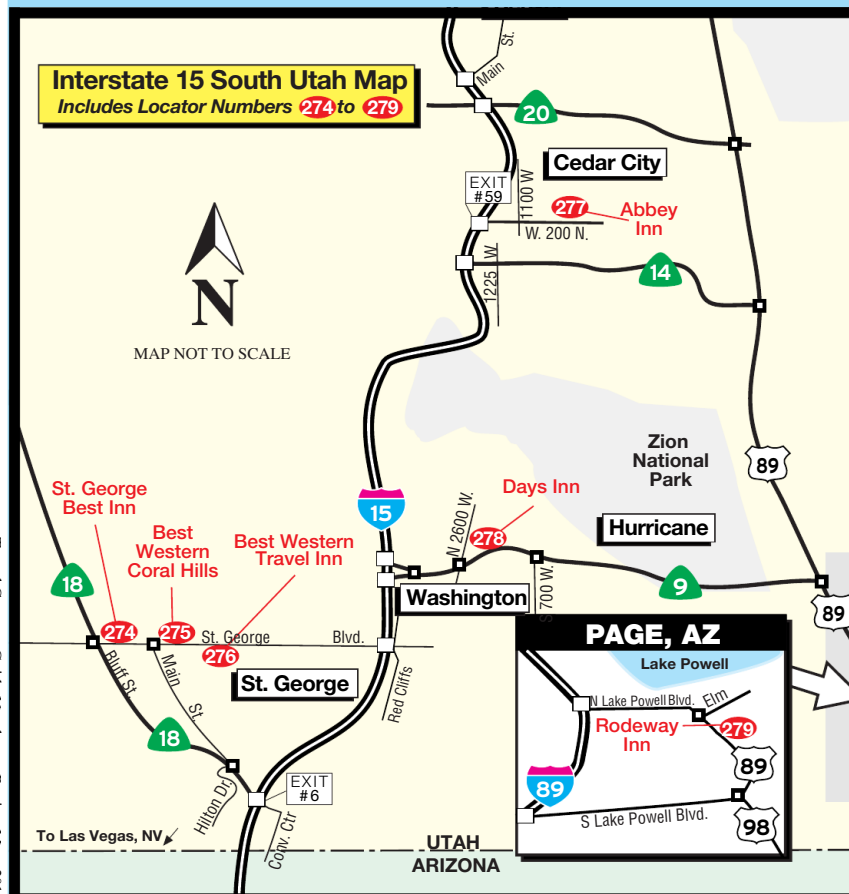 Main
St.
Interstate 15 South Utah Map
Includes Locator Numbers 274 to 279
20
Cedar City
EXIT
#59
1100 W
277
Abbey
Inn
W. 200 N.
1225 W
14
N
MAP NOT TO SCALE
Zion
National
Park
89
St. George
Best Inn
Best
Western
Coral Hills
Best Western
Travel Inn
15
N 2600 W.
Days Inn
278
Hurricane
18
9
S 700 W.
Washington
89
274
275
St. George
Blvd.
276
Bluff St.
Main
St.
St. George
Red Cliffs
18
Hilton Dr.
EXIT
#6
Conv. Ctr
To Las Vegas, NV
UTAH
ARIZONA
PAGE, AZ
Lake Powell
N Lake Powell Blvd.
Elm
Rodeway
Inn
279
89
89
S Lake Powell Blvd.
98